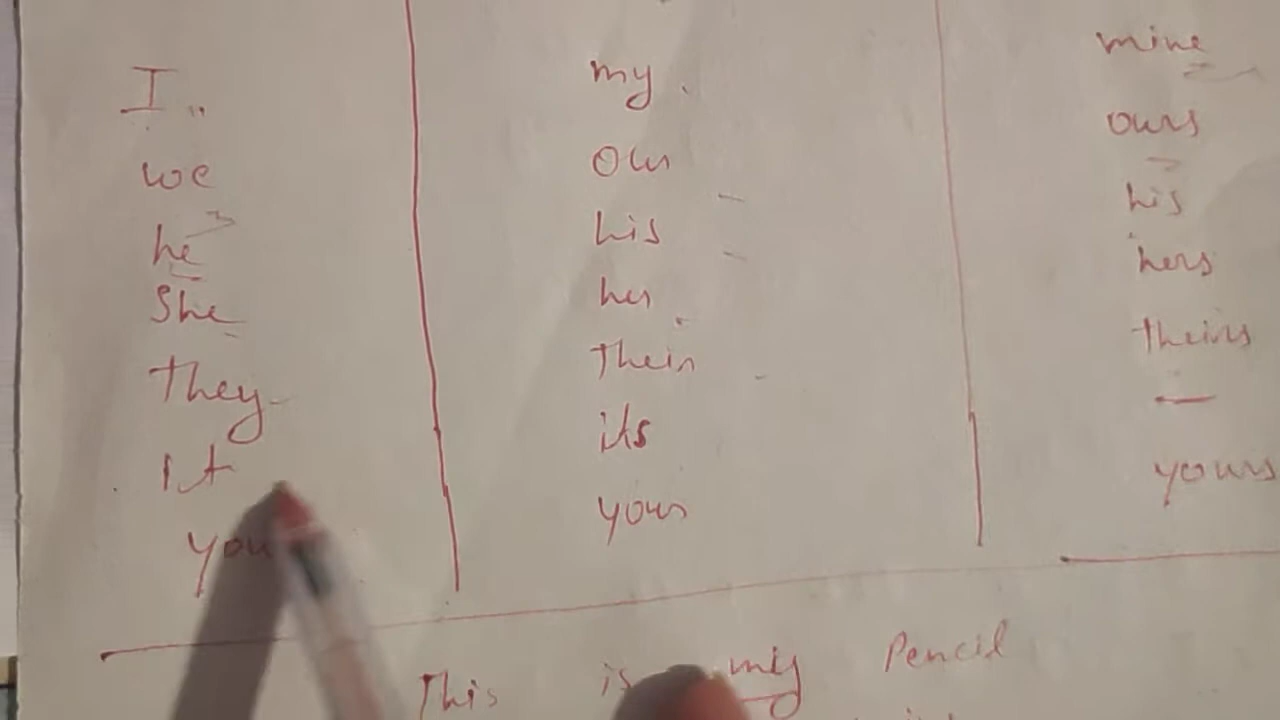 I my mine
we our ours
he his his
She her hers
They Their theirs
It its —
you your yours
This is my Pencil